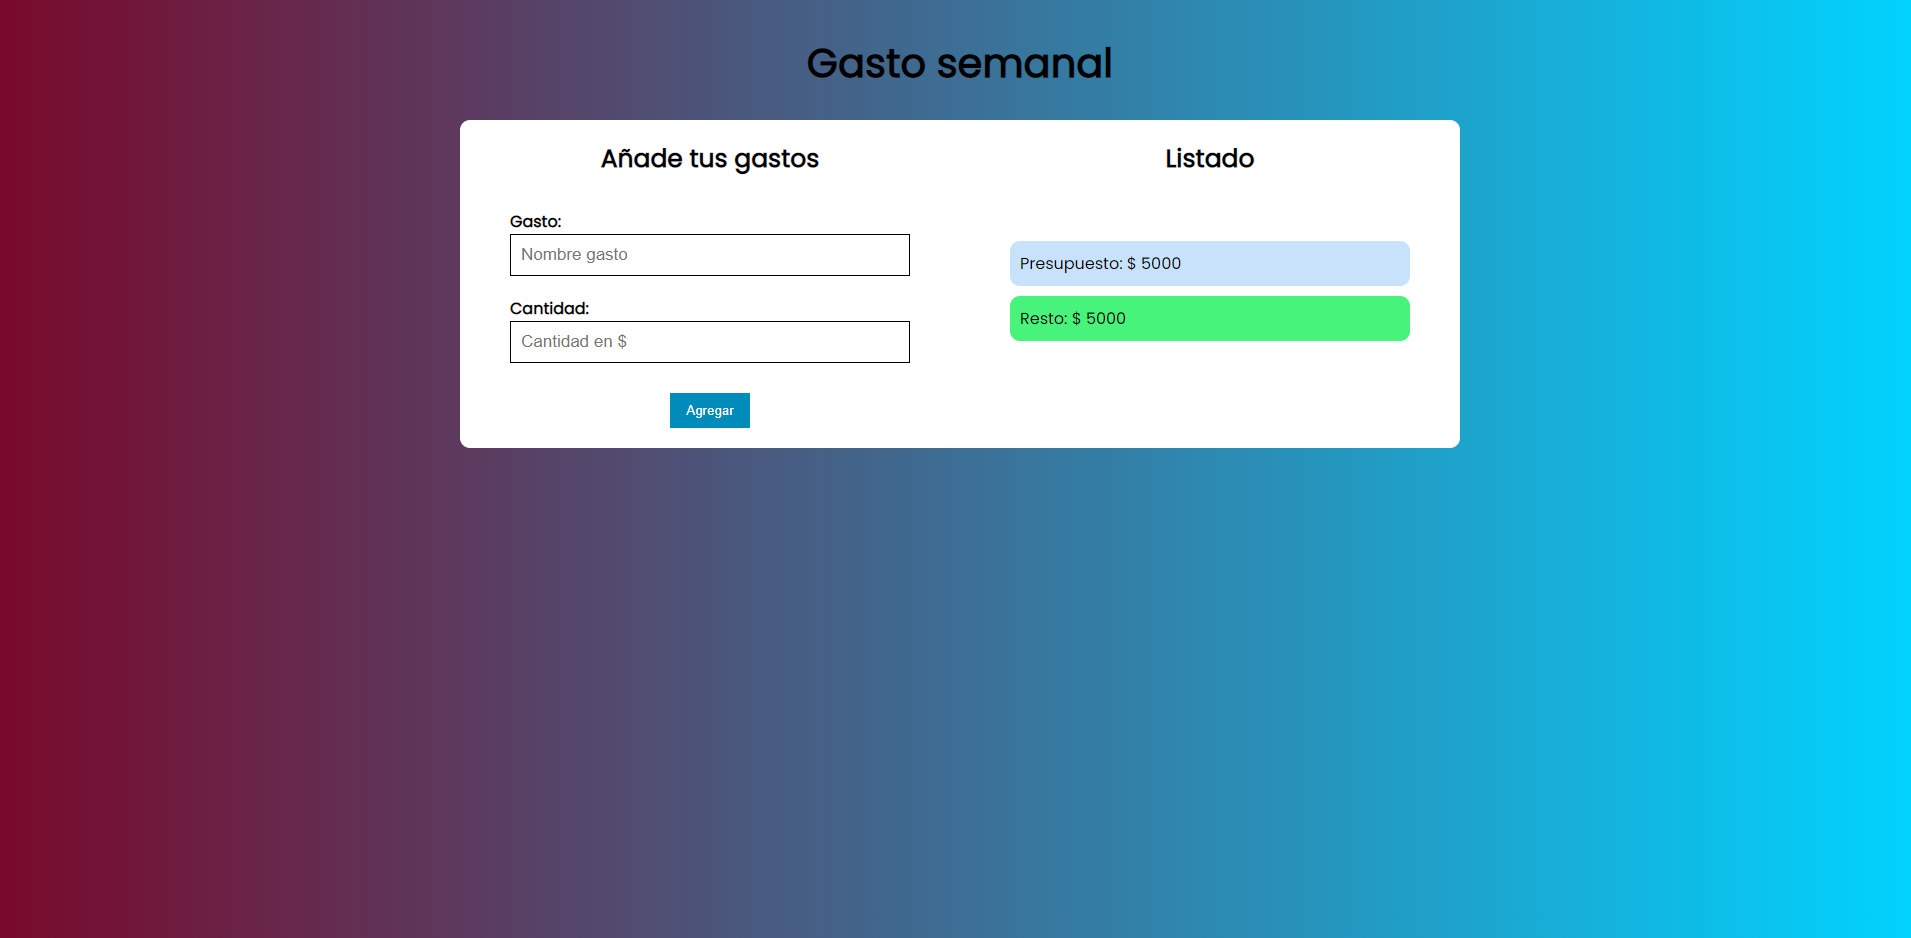 Gasto semanal
Añade tus gastos
Gasto:
Nombre gasto
Cantidad:
Cantidad en $
Agregar
Listado
Presupuesto: $ 5000
Resto: $ 5000